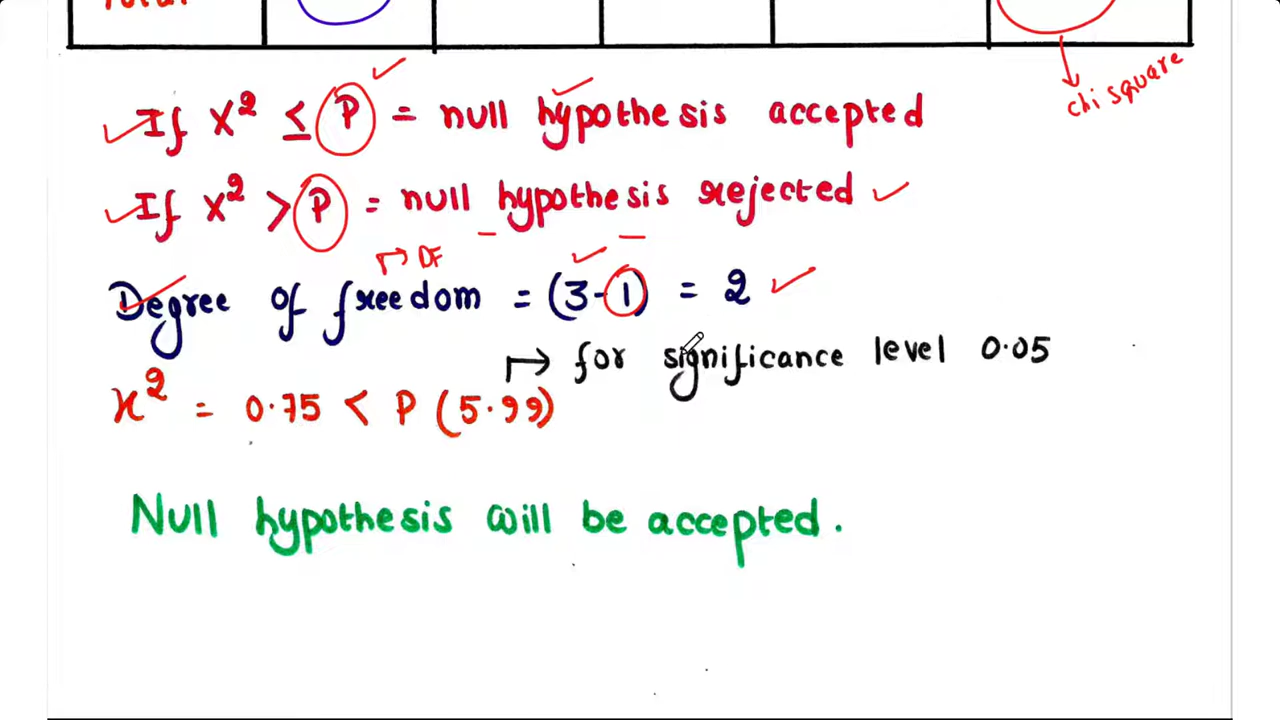 Total
chi square
If X² ≤ P = null hypothesis accepted
If X² > P = null hypothesis rejected
DF
Degree of freedom = (3-1) = 2
for significance level 0.05
x² = 0.75 < P (5.99)
Null hypothesis will be accepted.